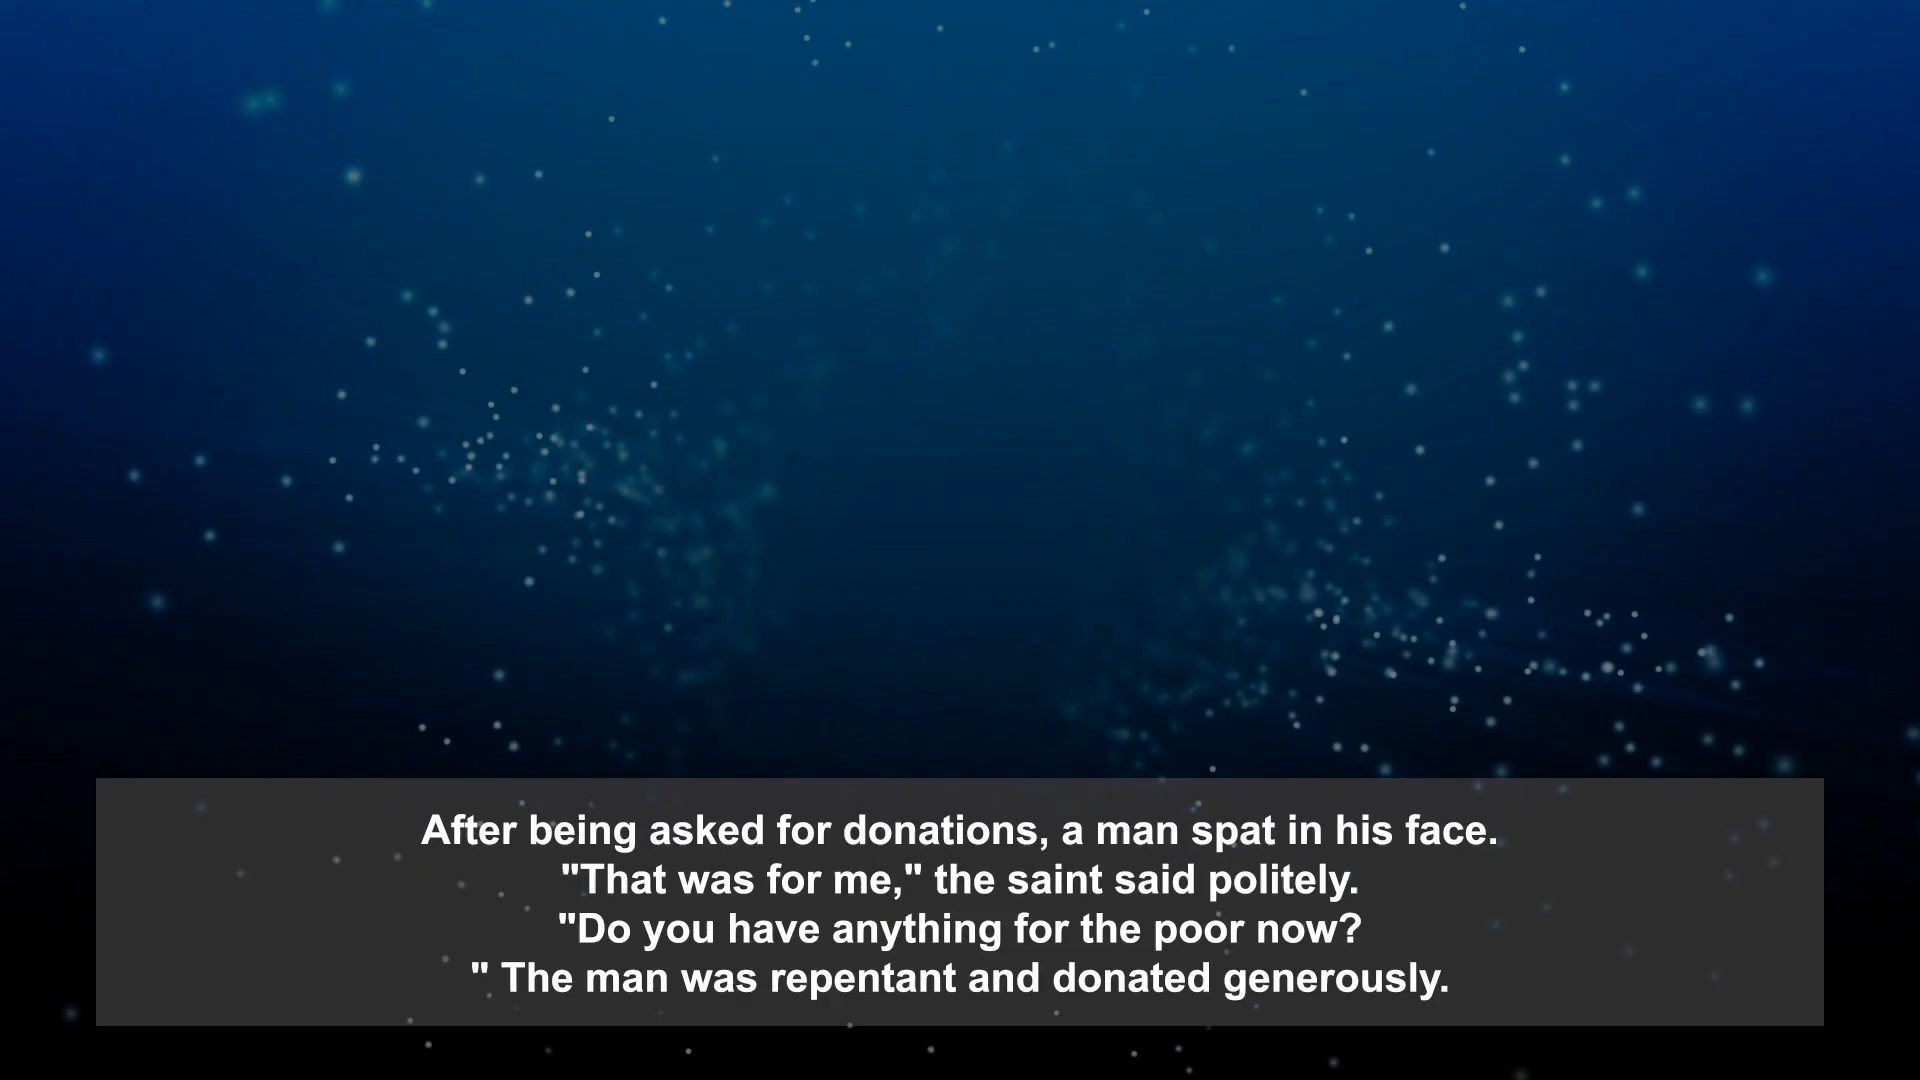 After being asked for donations, a man spat in his face.
"That was for me," the saint said politely.
"Do you have anything for the poor now?
" The man was repentant and donated generously.